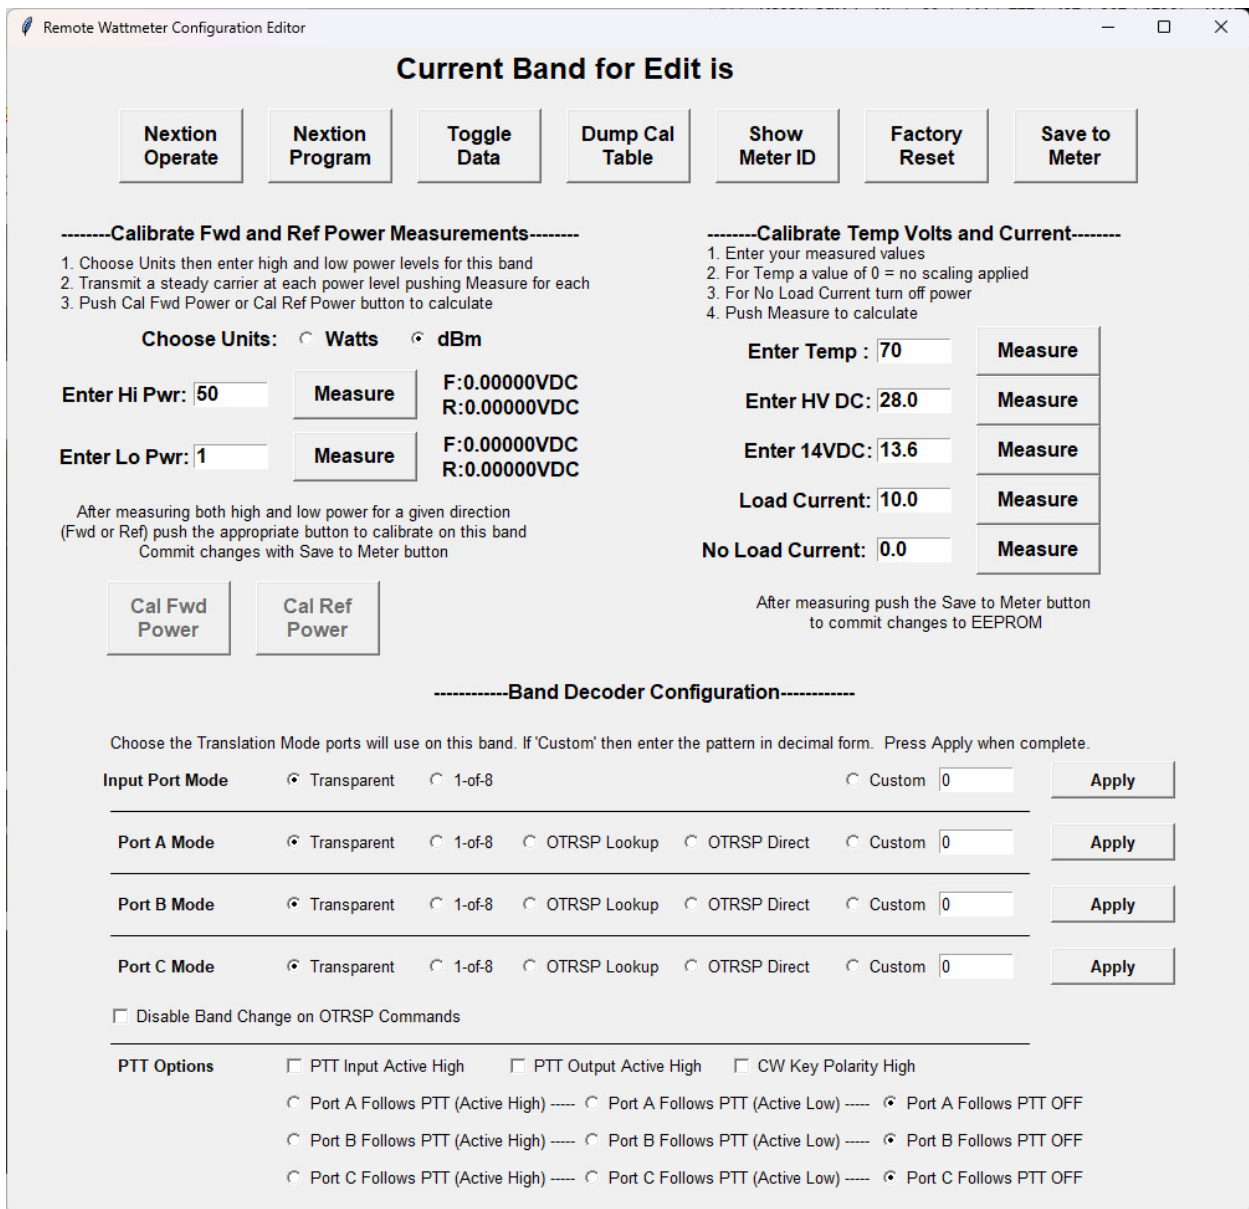 Remote Wattmeter Configuration Editor
Current Band for Edit is
Nextion Operate
Nextion Program
Toggle Data
Dump Cal Table
Show Meter ID
Factory Reset
Save to Meter
--------Calibrate Fwd and Ref Power Measurements--------
1. Choose Units then enter high and low power levels for this band
2. Transmit a steady carrier at each power level pushing Measure for each
3. Push Cal Fwd Power or Cal Ref Power button to calculate
Choose Units: Watts dBm
Enter Hi Pwr: 50 Measure F:0.00000VDC
R:0.00000VDC
Enter Lo Pwr: 1 Measure F:0.00000VDC
R:0.00000VDC
After measuring both high and low power for a given direction
(Fwd or Ref) push the appropriate button to calibrate on this band
Commit changes with Save to Meter button
Cal Fwd Power
Cal Ref Power
--------Calibrate Temp Volts and Current--------
1. Enter your measured values
2. For Temp a value of 0 = no scaling applied
3. For No Load Current turn off power
4. Push Measure to calculate
Enter Temp : 70 Measure
Enter HV DC: 28.0 Measure
Enter 14VDC: 13.6 Measure
Load Current: 10.0 Measure
No Load Current: 0.0 Measure
After measuring push the Save to Meter button
to commit changes to EEPROM
------------Band Decoder Configuration------------
Choose the Translation Mode ports will use on this band. If 'Custom' then enter the pattern in decimal form.  Press Apply when complete.
Input Port Mode Transparent 1-of-8 Custom 0 Apply
Port A Mode Transparent 1-of-8 OTRSP Lookup OTRSP Direct Custom 0 Apply
Port B Mode Transparent 1-of-8 OTRSP Lookup OTRSP Direct Custom 0 Apply
Port C Mode Transparent 1-of-8 OTRSP Lookup OTRSP Direct Custom 0 Apply
Disable Band Change on OTRSP Commands
PTT Options PTT Input Active High PTT Output Active High CW Key Polarity High
Port A Follows PTT (Active High) ----- Port A Follows PTT (Active Low) ----- Port A Follows PTT OFF
Port B Follows PTT (Active High) ----- Port B Follows PTT (Active Low) ----- Port B Follows PTT OFF
Port C Follows PTT (Active High) ----- Port C Follows PTT (Active Low) ----- Port C Follows PTT OFF